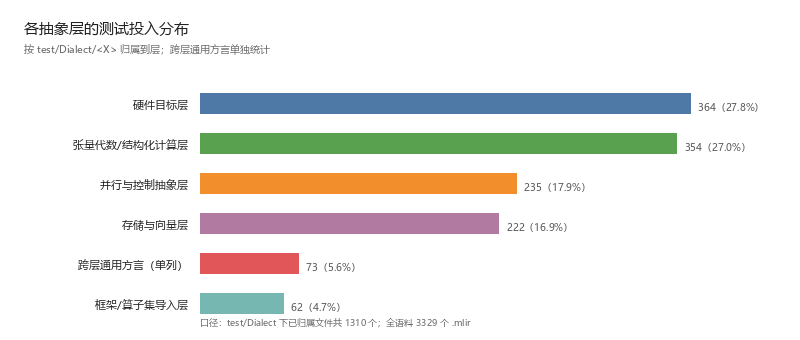 各抽象层的测试投入分布
按 test/Dialect/<X> 归属到层；跨层通用方言单独统计
硬件目标层 364（27.8%）
张量代数/结构化计算层 354（27.0%）
并行与控制抽象层 235（17.9%）
存储与向量层 222（16.9%）
跨层通用方言（单列） 73（5.6%）
框架/算子集导入层 62（4.7%）
口径：test/Dialect 下已归属文件共 1310 个；全语料 3329 个 .mlir